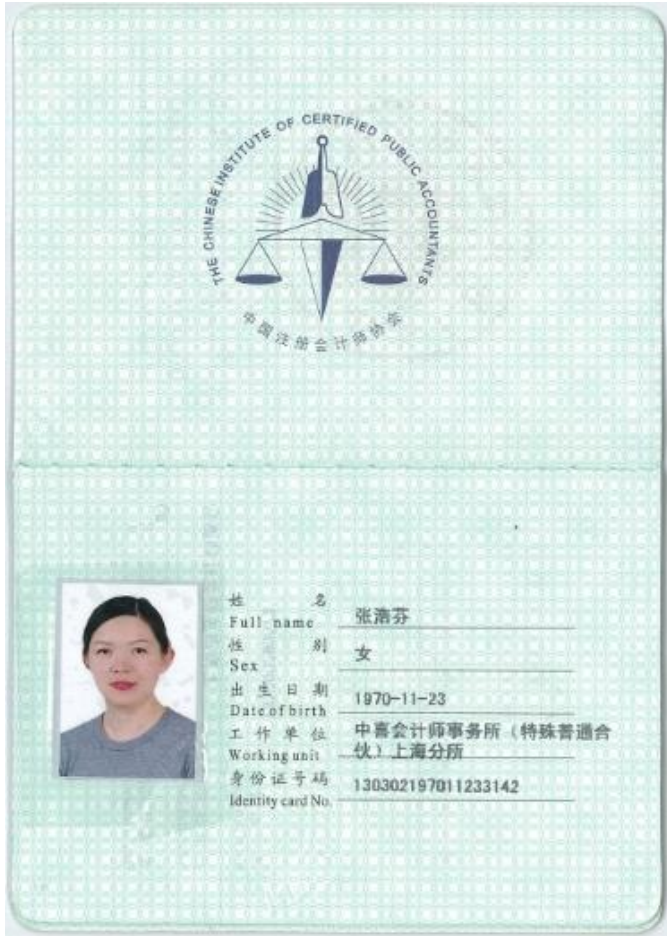 THE CHINESE INSTITUTE OF CERTIFIED PUBLIC ACCOUNTANTS
中国注册会计师协会
姓 名
Full name
张浩芬
性 别
Sex
女
出生日期
Date of birth
1970-11-23
工作单位
Working unit
中喜会计师事务所(特殊普通合
伙)上海分所
身份证号码
Identity card No.
130302197011233142